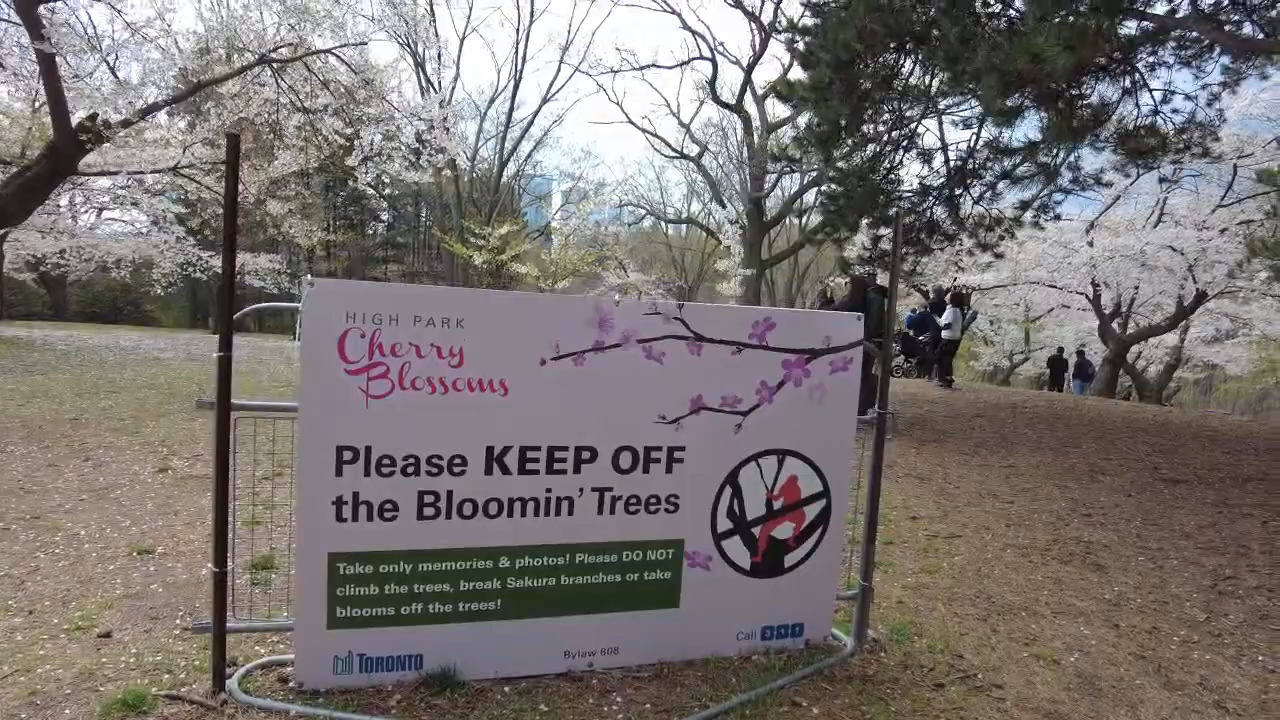 HIGH PARK
Cherry
Blossoms
Please KEEP OFF
the Bloomin' Trees
Take only memories & photos! Please DO NOT
climb the trees, break Sakura branches or take
blooms off the trees!
TORONTO
Bylaw 608
Call 311